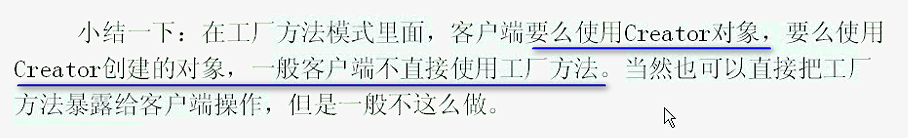 小结一下：在工厂方法模式里面，客户端要么使用Creator对象，要么使用
Creator创建的对象，一般客户端不直接使用工厂方法。当然也可以直接把工厂
方法暴露给客户端操作，但是一般不这么做。